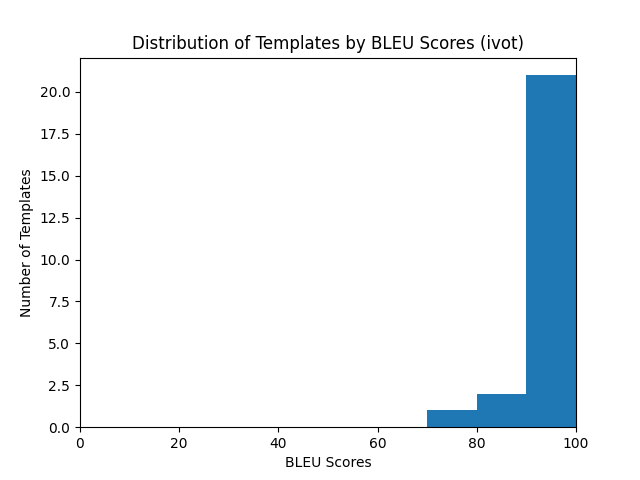 Distribution of Templates by BLEU Scores (ivot)
Number of Templates
20.0
17.5
15.0
12.5
10.0
7.5
5.0
2.5
0.0
0 20 40 60 80 100
BLEU Scores